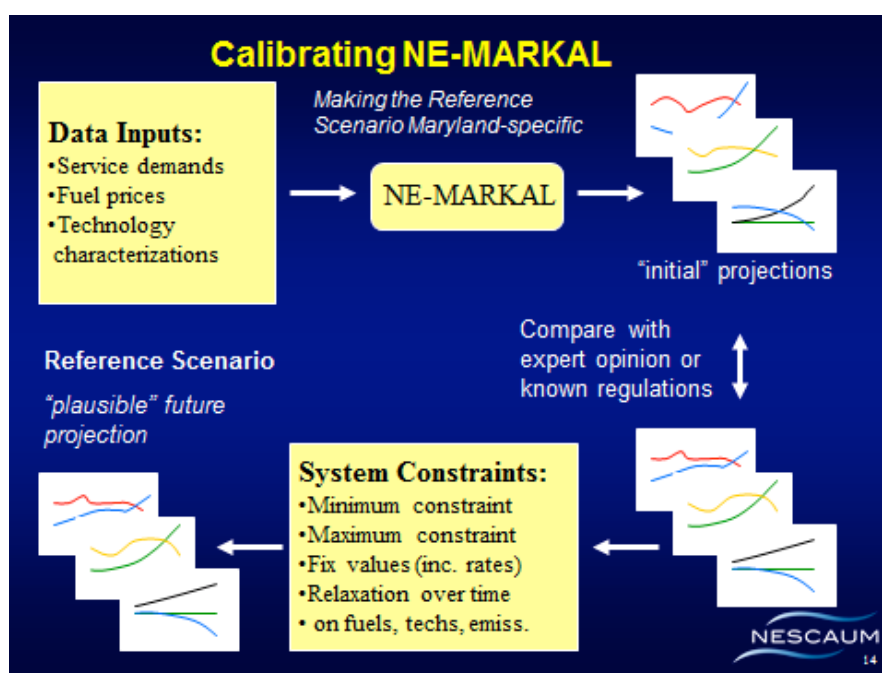 Calibrating NE-MARKAL
Making the Reference
Scenario Maryland-specific
Data Inputs:
•Service demands
•Fuel prices
•Technology
characterizations
NE-MARKAL
“initial” projections
Compare with
expert opinion or
known regulations
Reference Scenario
“plausible” future
projection
System Constraints:
•Minimum constraint
•Maximum constraint
•Fix values (inc. rates)
•Relaxation over time
• on fuels, techs, emiss.
NESCAUM
14